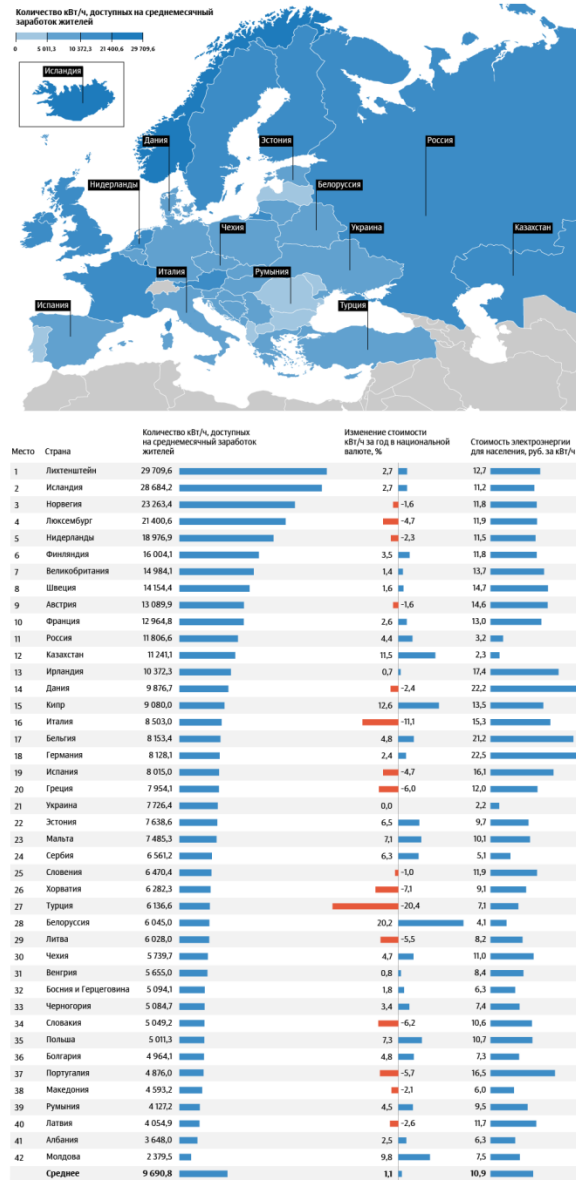 Количество кВт/ч, доступных на среднемесячный
заработок жителей
0 5 011,3 10 372,3 21 400,6 29 709,6
Исландия
Дания
Эстония
Россия
Нидерланды
Белоруссия
Чехия
Украина
Казахстан
Италия
Румыния
Испания
Турция
Количество кВт/ч, доступных
на среднемесячный заработок
жителей
Изменение стоимости
кВт/ч за год в национальной
валюте, %
Стоимость электроэнергии
для населения, руб. за кВт/ч
Место Страна
1 Лихтенштейн 29 709,6 2,7 12,7
2 Исландия 28 684,2 2,7 11,2
3 Норвегия 23 263,4 -1,6 11,8
4 Люксембург 21 400,6 -4,7 11,9
5 Нидерланды 18 976,9 -2,3 11,5
6 Финляндия 16 004,1 3,5 11,8
7 Великобритания 14 984,1 1,4 13,7
8 Швеция 14 154,4 1,6 14,7
9 Австрия 13 089,9 -1,6 14,6
10 Франция 12 964,8 2,6 13,0
11 Россия 11 806,6 4,4 3,2
12 Казахстан 11 241,1 11,5 2,3
13 Ирландия 10 372,3 0,7 17,4
14 Дания 9 876,7 -2,4 22,2
15 Кипр 9 080,0 12,6 13,5
16 Италия 8 503,0 -11,1 15,3
17 Бельгия 8 153,4 4,8 21,2
18 Германия 8 128,1 2,4 22,5
19 Испания 8 015,0 -4,7 16,1
20 Греция 7 954,1 -6,0 12,0
21 Украина 7 726,4 0,0 2,2
22 Эстония 7 638,6 6,5 9,7
23 Мальта 7 485,3 7,1 10,1
24 Сербия 6 561,2 6,3 5,1
25 Словения 6 470,4 -1,0 11,9
26 Хорватия 6 282,3 -7,1 9,1
27 Турция 6 136,6 -20,4 7,1
28 Белоруссия 6 045,0 20,2 4,1
29 Литва 6 028,0 -5,5 8,2
30 Чехия 5 739,7 4,7 11,0
31 Венгрия 5 655,0 0,8 8,4
32 Босния и Герцеговина 5 094,1 1,8 6,3
33 Черногория 5 084,7 3,4 7,4
34 Словакия 5 049,2 -6,2 10,6
35 Польша 5 011,3 7,3 10,7
36 Болгария 4 964,1 4,8 7,3
37 Португалия 4 876,0 -5,7 16,5
38 Македония 4 593,2 -2,1 6,0
39 Румыния 4 127,2 4,5 9,5
40 Латвия 4 054,9 -2,6 11,7
41 Албания 3 648,0 2,5 6,3
42 Молдова 2 379,5 9,8 7,5
Среднее 9 690,8 1,1 10,9